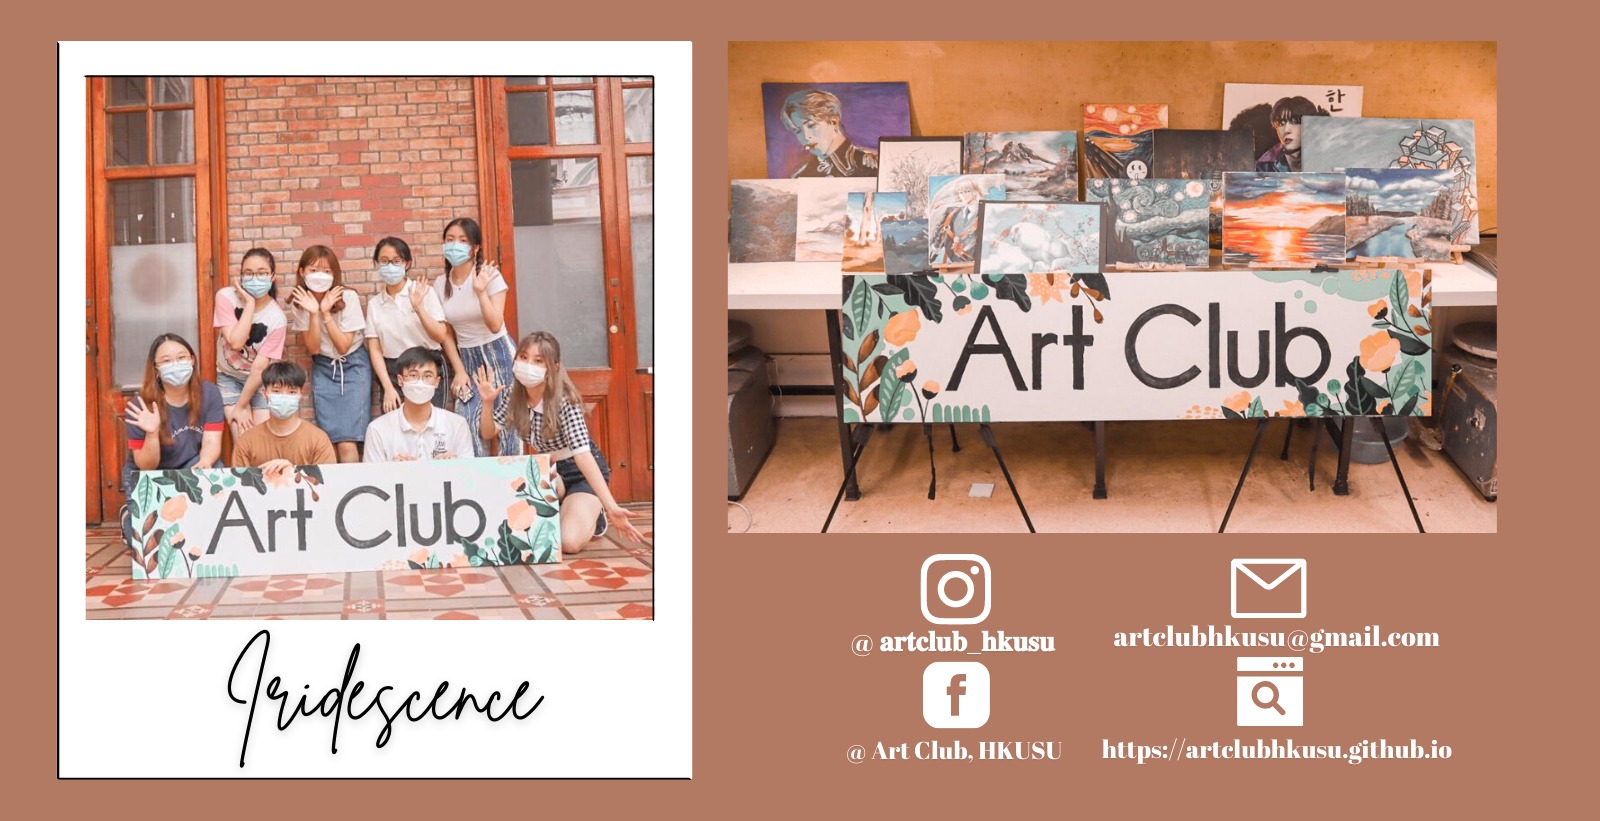 Art Club
Iridescence
한
Art Club
@ artclub_hkusu
artclubhkusu@gmail.com
@ Art Club, HKUSU
https://artclubhkusu.github.io